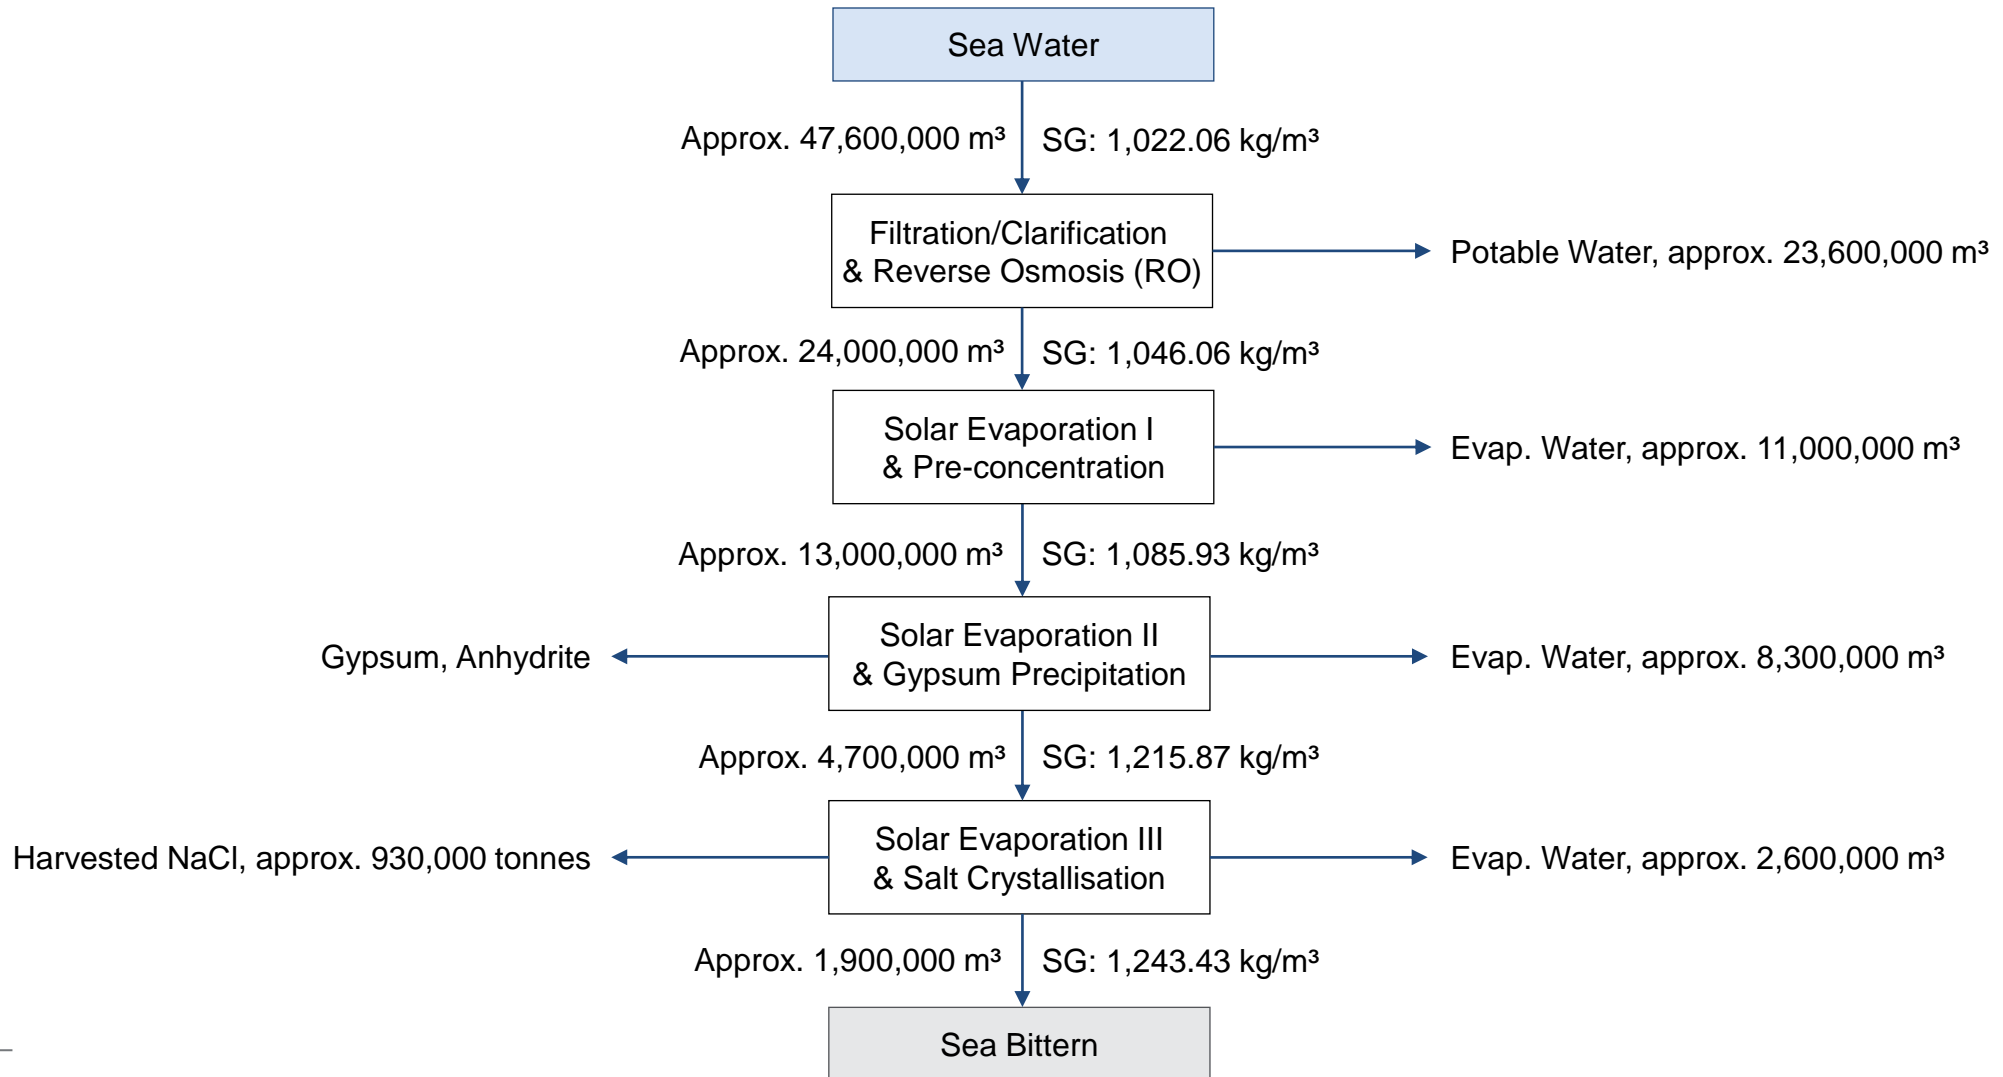 Sea Water
Approx. 47,600,000 m³
SG: 1,022.06 kg/m³
Filtration/Clarification
& Reverse Osmosis (RO)
Potable Water, approx. 23,600,000 m³
Approx. 24,000,000 m³
SG: 1,046.06 kg/m³
Solar Evaporation I
& Pre-concentration
Evap. Water, approx. 11,000,000 m³
Approx. 13,000,000 m³
SG: 1,085.93 kg/m³
Gypsum, Anhydrite
Solar Evaporation II
& Gypsum Precipitation
Evap. Water, approx. 8,300,000 m³
Approx. 4,700,000 m³
SG: 1,215.87 kg/m³
Harvested NaCl, approx. 930,000 tonnes
Solar Evaporation III
& Salt Crystallisation
Evap. Water, approx. 2,600,000 m³
Approx. 1,900,000 m³
SG: 1,243.43 kg/m³
Sea Bittern